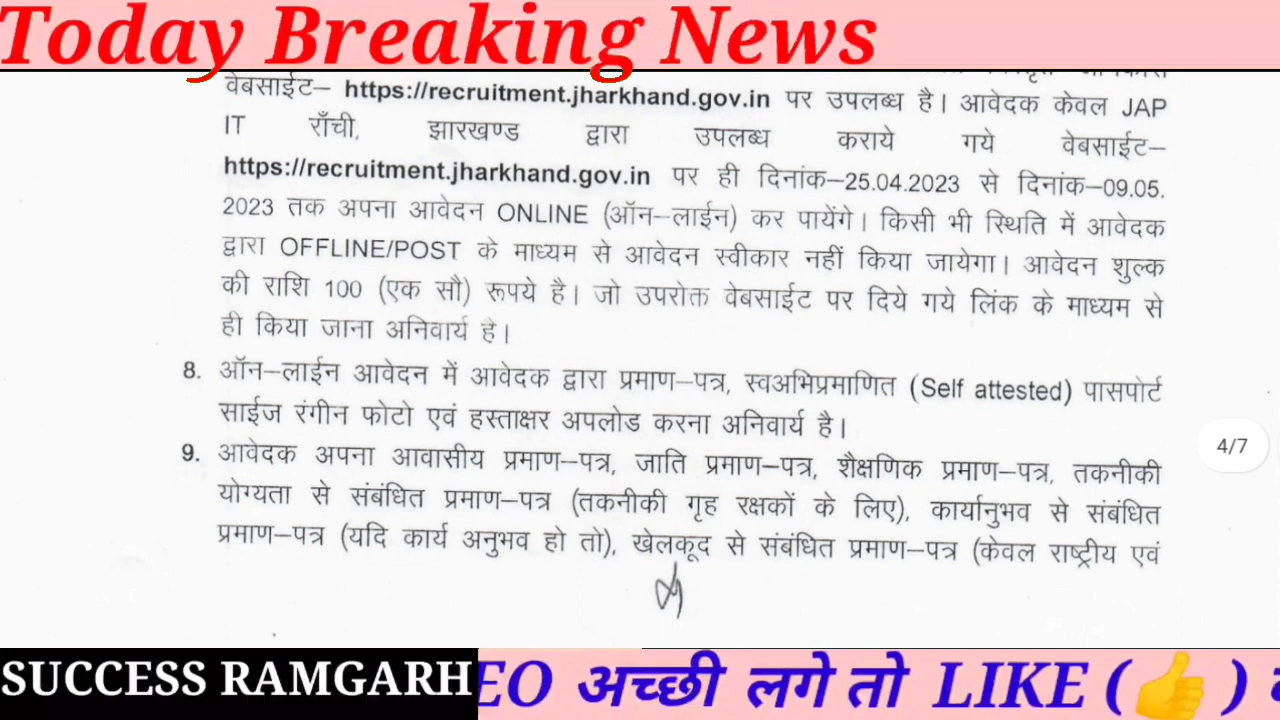 Today Breaking News
वेबसाईट– https://recruitment.jharkhand.gov.in पर उपलब्ध है। आवेदक केवल JAP
IT राँची, झारखण्ड द्वारा उपलब्ध कराये गये वेबसाईट–
https://recruitment.jharkhand.gov.in पर ही दिनांक–25.04.2023 से दिनांक–09.05.
2023 तक अपना आवेदन ONLINE (ऑन–लाईन) कर पायेंगे। किसी भी स्थिति में आवेदक
द्वारा OFFLINE/POST के माध्यम से आवेदन स्वीकार नहीं किया जायेगा। आवेदन शुल्क
की राशि 100 (एक सौ) रूपये है। जो उपरोक्त वेबसाईट पर दिये गये लिंक के माध्यम से
ही किया जाना अनिवार्य है।
8. ऑन–लाईन आवेदन में आवेदक द्वारा प्रमाण–पत्र, स्वअभिप्रमाणित (Self attested) पासपोर्ट
साईज रंगीन फोटो एवं हस्ताक्षर अपलोड करना अनिवार्य है।
9. आवेदक अपना आवासीय प्रमाण–पत्र, जाति प्रमाण–पत्र, शैक्षणिक प्रमाण–पत्र, तकनीकी
योग्यता से संबंधित प्रमाण–पत्र (तकनीकी गृह रक्षकों के लिए), कार्यानुभव से संबंधित
प्रमाण–पत्र (यदि कार्य अनुभव हो तो), खेलकूद से संबंधित प्रमाण–पत्र (केवल राष्ट्रीय एवं
4/7
SUCCESS RAMGARH
EO अच्छी लगे तो LIKE (👍)